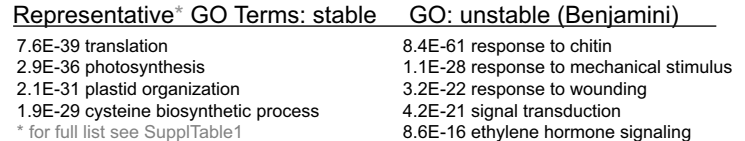 Representative* GO Terms: stable GO: unstable (Benjamini)
7.6E-39 translation 8.4E-61 response to chitin
2.9E-36 photosynthesis 1.1E-28 response to mechanical stimulus
2.1E-31 plastid organization 3.2E-22 response to wounding
1.9E-29 cysteine biosynthetic process 4.2E-21 signal transduction
* for full list see SupplTable1 8.6E-16 ethylene hormone signaling